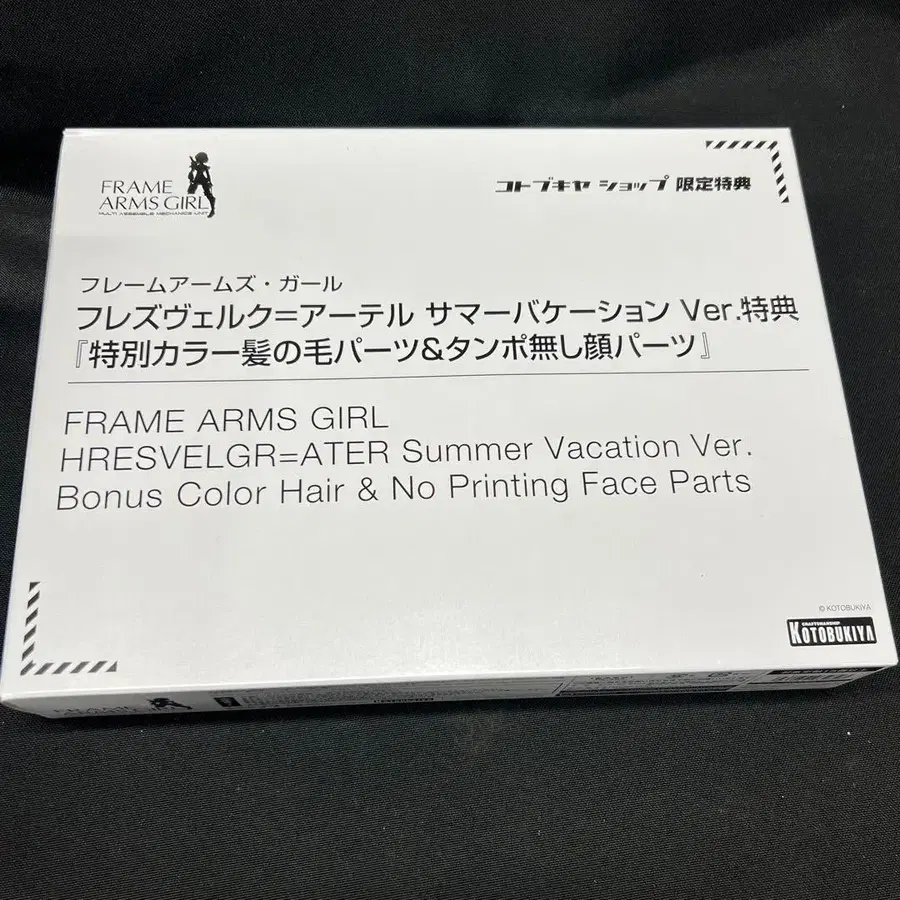 FRAME
ARMS GIRL
MULTI ASSEMBLE MECHANICS UNIT
コトブキヤ ショップ 限定特典
フレームアームズ・ガール
フレズヴェルク=アーテル サマーバケーション Ver.特典
『特別カラー髪の毛パーツ&タンポ無し顔パーツ』
FRAME ARMS GIRL
HRESVELGR=ATER Summer Vacation Ver.
Bonus Color Hair & No Printing Face Parts
© KOTOBUKIYA
CRAFTSMANSHIP
KOTOBUKIYA